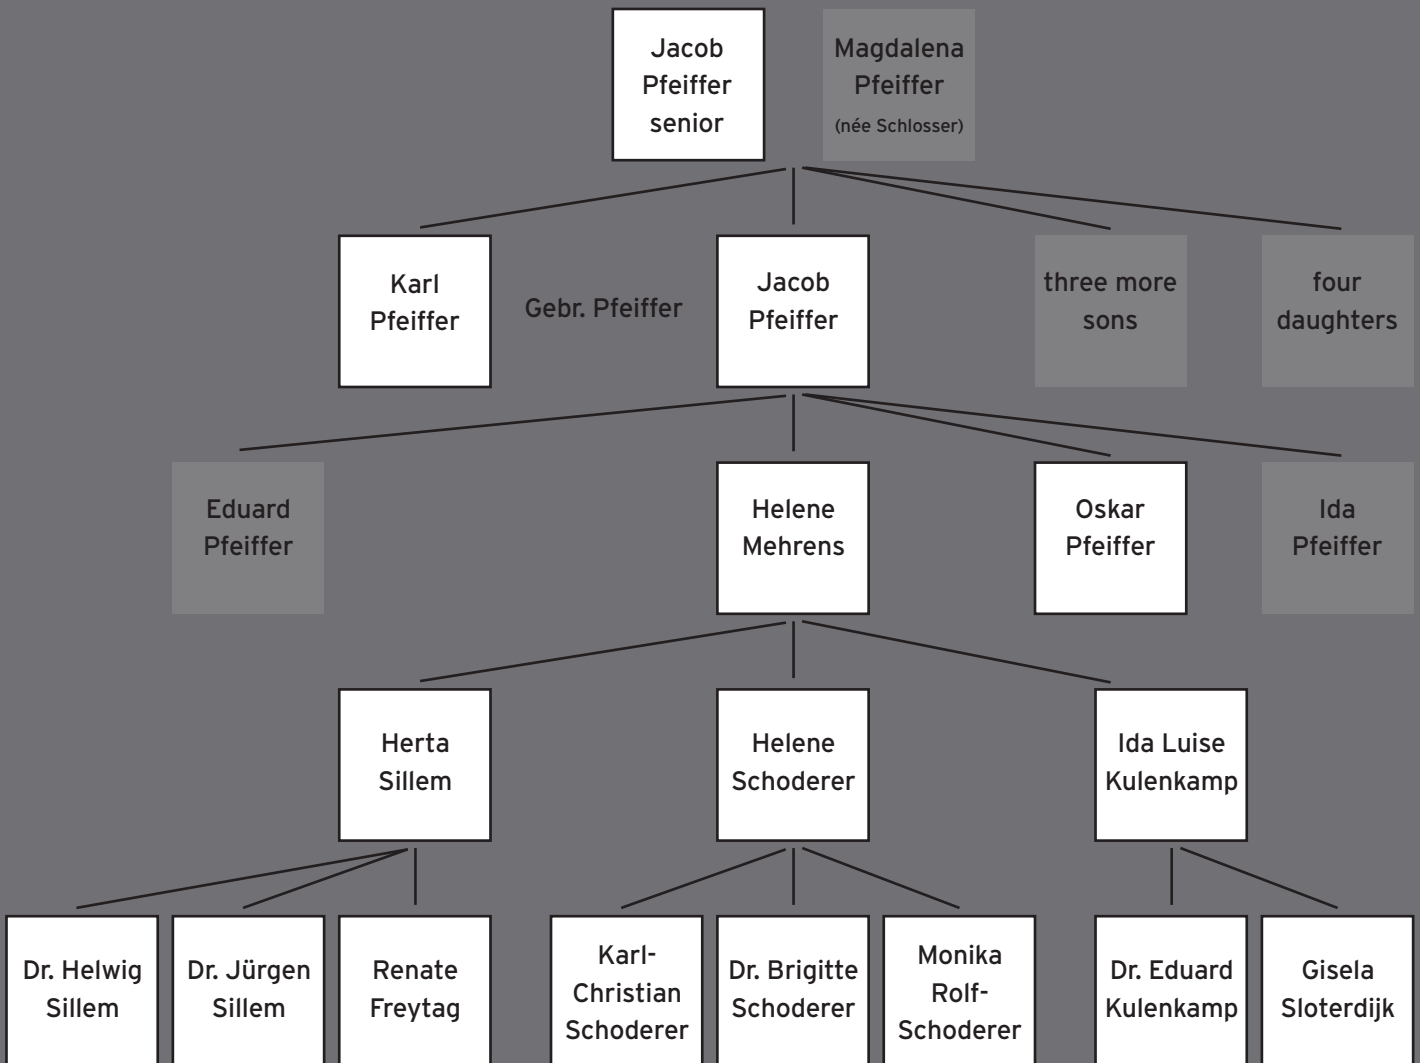 Jacob
Pfeiffer
senior
Magdalena
Pfeiffer
(née Schlosser)
Karl
Pfeiffer
Gebr. Pfeiffer
Jacob
Pfeiffer
three more
sons
four
daughters
Eduard
Pfeiffer
Helene
Mehrens
Oskar
Pfeiffer
Ida
Pfeiffer
Herta
Sillem
Helene
Schoderer
Ida Luise
Kulenkamp
Dr. Helwig
Sillem
Dr. Jürgen
Sillem
Renate
Freytag
Karl-
Christian
Schoderer
Dr. Brigitte
Schoderer
Monika
Rolf-
Schoderer
Dr. Eduard
Kulenkamp
Gisela
Sloterdijk